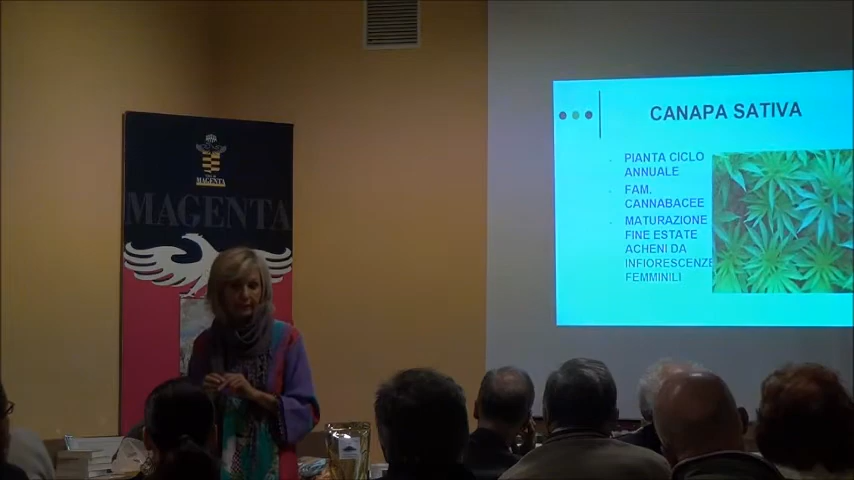 MAGENTA
MAGENTA
CANAPA SATIVA
PIANTA CICLO
ANNUALE
FAM.
CANNABACEE
MATURAZIONE
FINE ESTATE
ACHENI DA
INFIORESCENZE
FEMMINILI